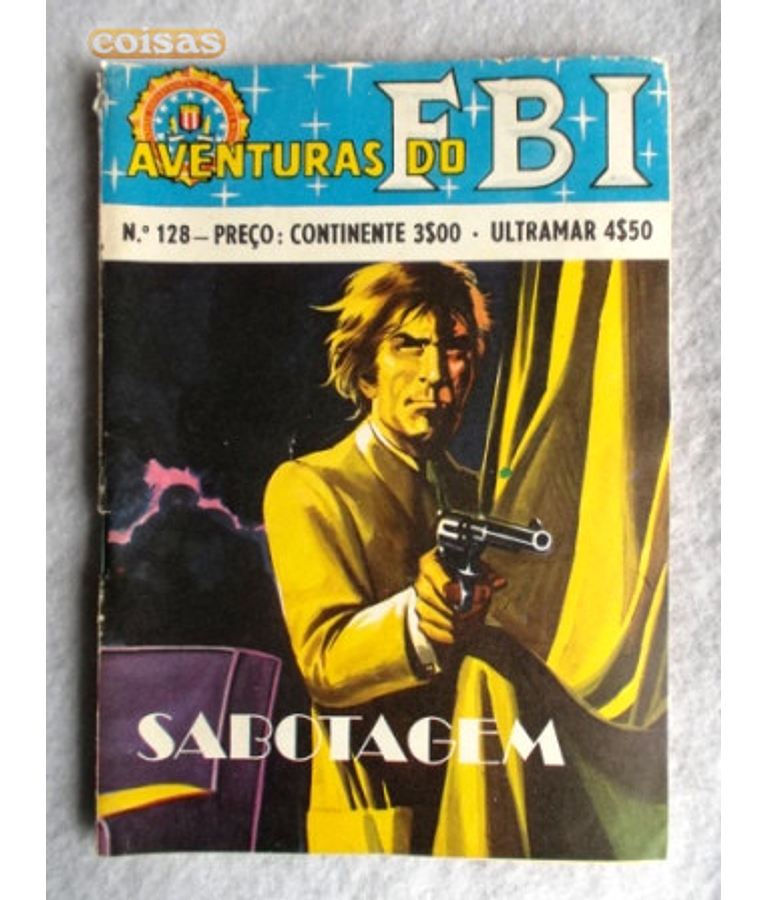 coisas
AVENTURAS DO FBI
N.º 128 — PREÇO: CONTINENTE 3$00 · ULTRAMAR 4$50
SABOTAGEM